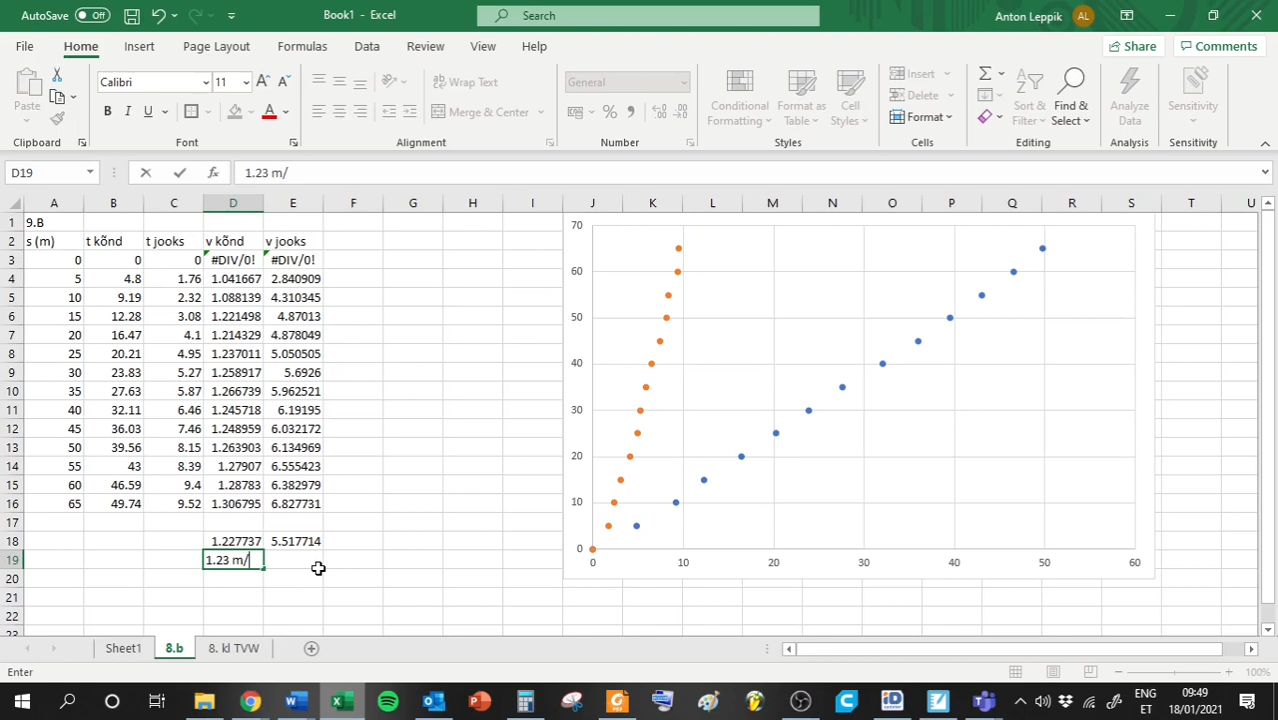 AutoSave Off Book1 - Excel Search Anton Leppik AL
File Home Insert Page Layout Formulas Data Review View Help Share Comments
Paste Calibri 11 A A Wrap Text General Conditional Formatting Format as Table Cell Styles Insert Delete Format Sort & Filter Find & Select Analyze Data Sensitivity
B I U A Merge & Center %
Clipboard Font Alignment Number Styles Cells Editing Analysis Sensitivity
D19 fx 1.23 m/
A B C D E F G H I J K L M N O P Q R S T U
1 9.B
2 s (m) t kõnd t jooks v kõnd v jooks
3 0 0 0 #DIV/0! #DIV/0!
4 5 4.8 1.76 1.041667 2.840909
5 10 9.19 2.32 1.088139 4.310345
6 15 12.28 3.08 1.221498 4.87013
7 20 16.47 4.1 1.214329 4.878049
8 25 20.21 4.95 1.237011 5.050505
9 30 23.83 5.27 1.258917 5.6926
10 35 27.63 5.87 1.266739 5.962521
11 40 32.11 6.46 1.245718 6.19195
12 45 36.03 7.46 1.248959 6.032172
13 50 39.56 8.15 1.263903 6.134969
14 55 43 8.39 1.27907 6.555423
15 60 46.59 9.4 1.28783 6.382979
16 65 49.74 9.52 1.306795 6.827731
17
18 1.227737 5.517714
19 1.23 m/
20
21
22
23
70
60
50
40
30
20
10
0
0 10 20 30 40 50 60
Sheet1 8.b 8. kl TVW
Enter 100%
ENG 09:49
ET 18/01/2021